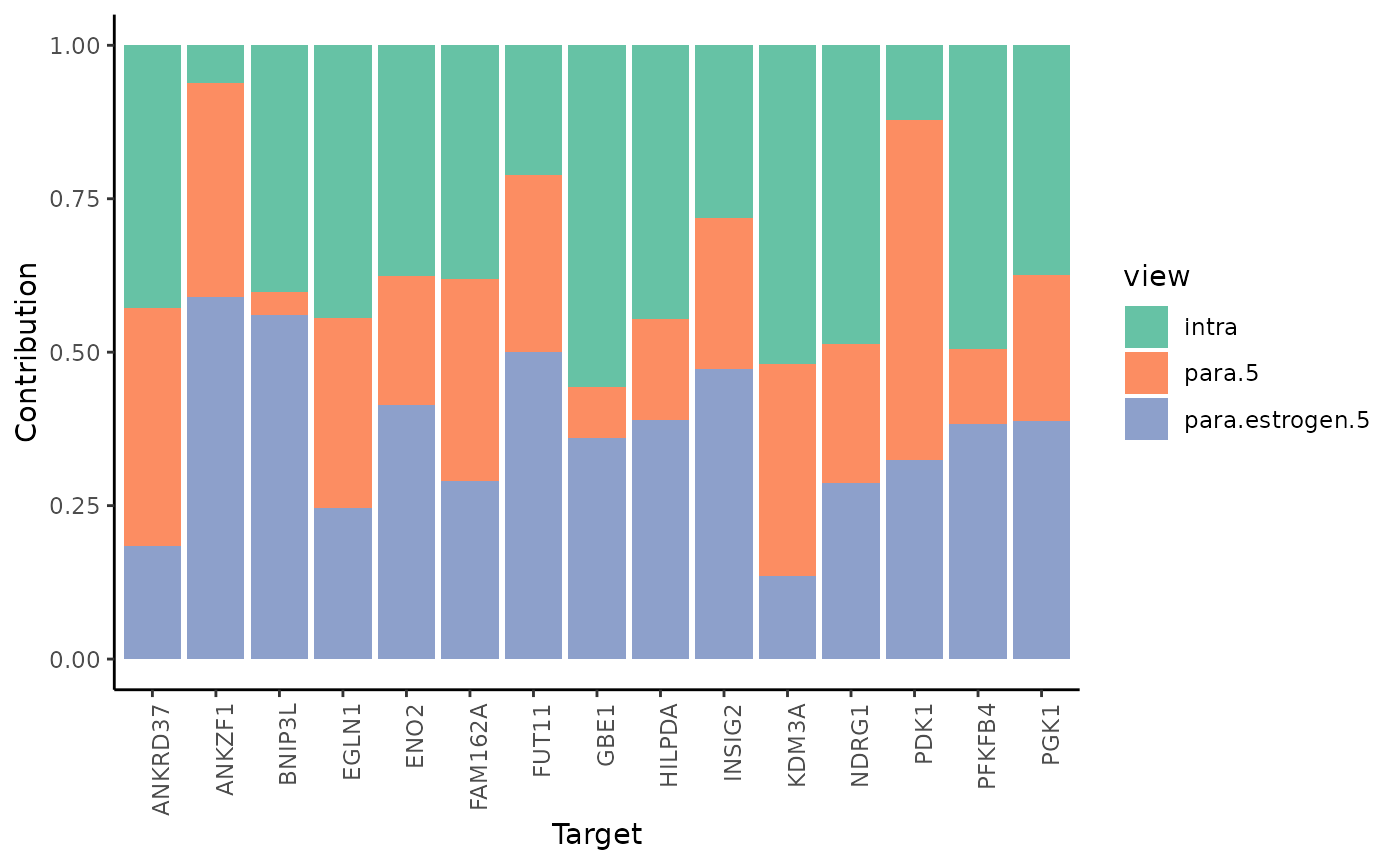 1.00
0.75
0.50
0.25
0.00
Contribution
ANKRD37
ANKZF1
BNIP3L
EGLN1
ENO2
FAM162A
FUT11
GBE1
HILPDA
INSIG2
KDM3A
NDRG1
PDK1
PFKFB4
PGK1
Target
view
intra
para.5
para.estrogen.5